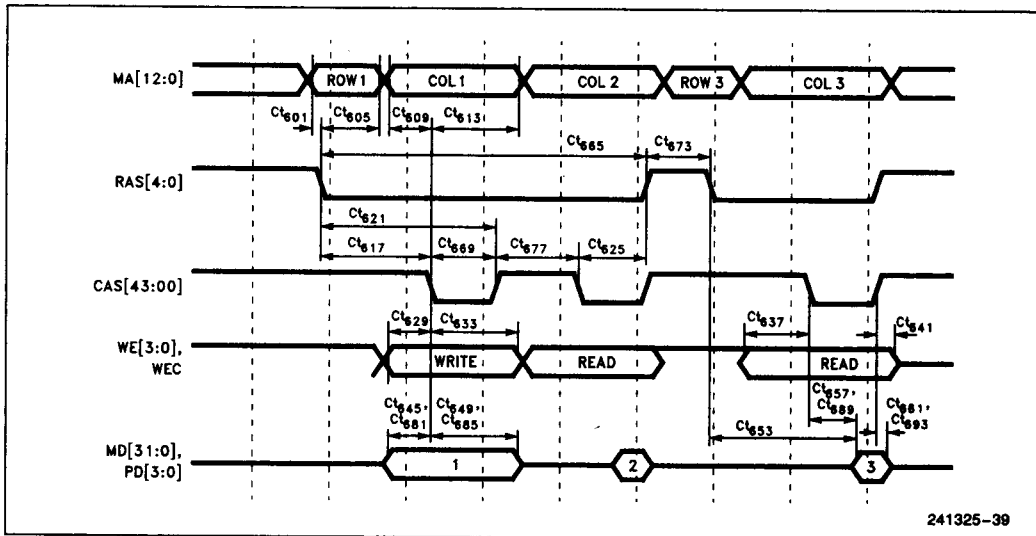 MA[12:0] ROW 1 COL 1 COL 2 ROW 3 COL 3
Ct601 Ct605 Ct609 Ct613
Ct665 Ct673
RAS[4:0]
Ct621
Ct617 Ct669 Ct677 Ct625
CAS[43:00]
Ct629 Ct633 Ct637 Ct641
WE[3:0],
WEC
WRITE READ READ
Ct645,
Ct681
Ct649,
Ct685
Ct657,
Ct689
Ct661,
Ct693
Ct653
MD[31:0],
PD[3:0]
1 2 3
241325-39